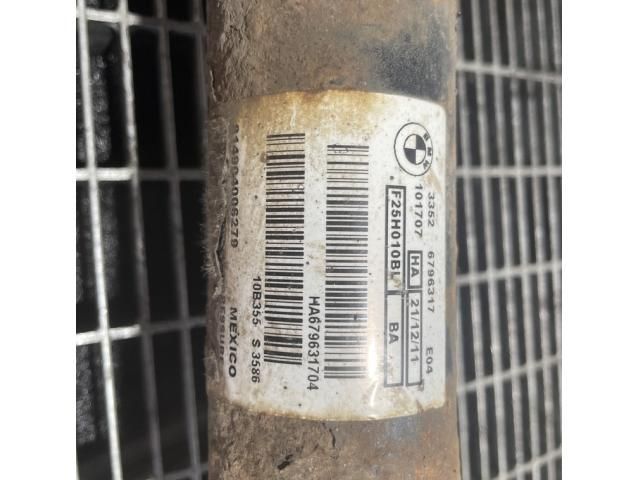 BMW
3352 6796317 E04
101707 HA 21/12/11
F25H010BL BA
HA679631704
10B355 S 3586
MEXICO